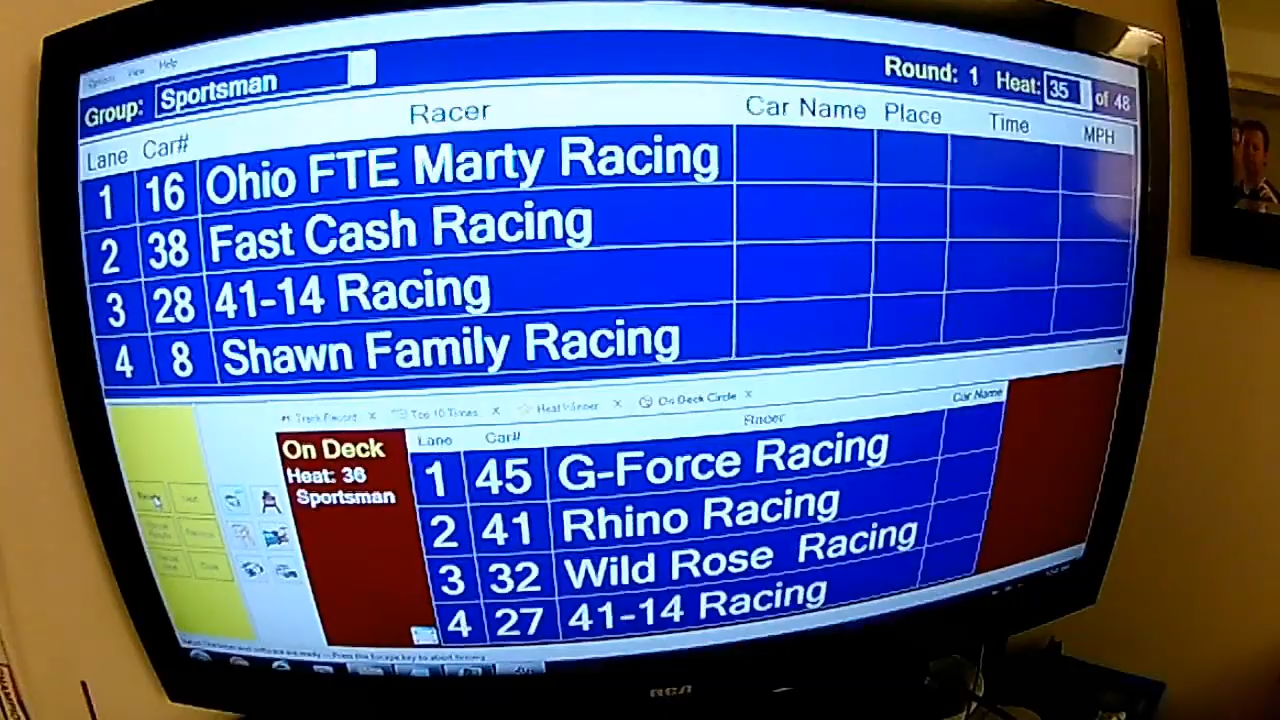 Options View Help
Group: Sportsman Round: 1 Heat: 35 of 48
Lane Car# Racer Car Name Place Time MPH
1 16 Ohio FTE Marty Racing
2 38 Fast Cash Racing
3 28 41-14 Racing
4 8 Shawn Family Racing
Track Record x Top 10 Times x Heat Winner x On Deck Circle x
On Deck
Heat: 36
Sportsman
Lane Car# Racer Car Name
1 45 G-Force Racing
2 41 Rhino Racing
3 32 Wild Rose Racing
4 27 41-14 Racing
RCA